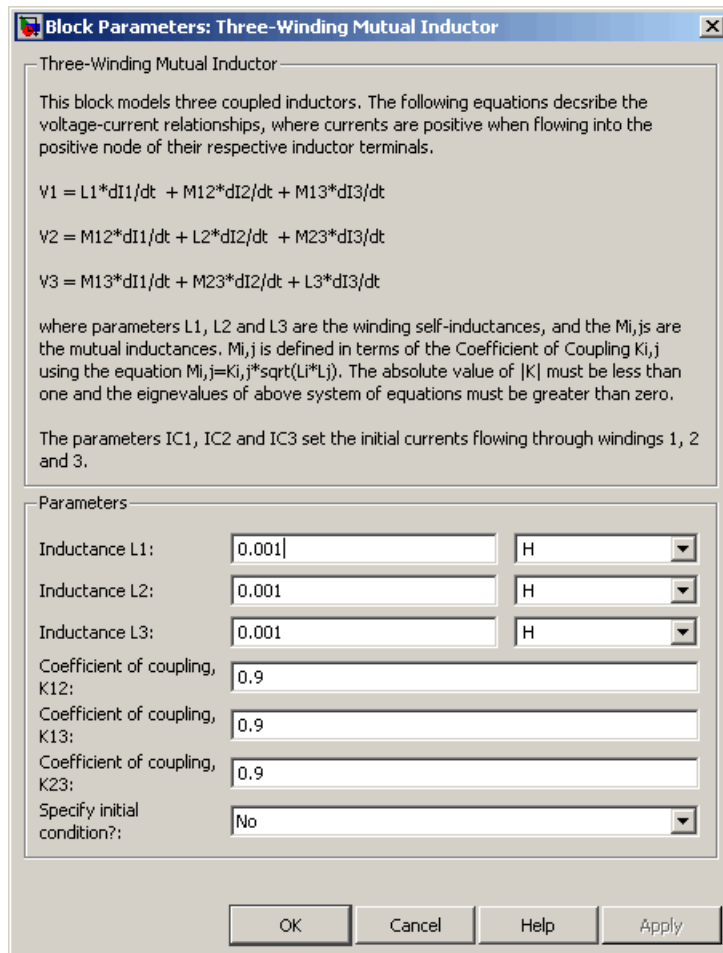 Block Parameters: Three-Winding Mutual Inductor
Three-Winding Mutual Inductor
This block models three coupled inductors. The following equations decsribe the
voltage-current relationships, where currents are positive when flowing into the
positive node of their respective inductor terminals.
V1 = L1*dI1/dt + M12*dI2/dt + M13*dI3/dt
V2 = M12*dI1/dt + L2*dI2/dt + M23*dI3/dt
V3 = M13*dI1/dt + M23*dI2/dt + L3*dI3/dt
where parameters L1, L2 and L3 are the winding self-inductances, and the Mi,js are
the mutual inductances. Mi,j is defined in terms of the Coefficient of Coupling Ki,j
using the equation Mi,j=Ki,j*sqrt(Li*Lj). The absolute value of |K| must be less than
one and the eignevalues of above system of equations must be greater than zero.
The parameters IC1, IC2 and IC3 set the initial currents flowing through windings 1, 2
and 3.
Parameters
Inductance L1: 0.001 H
Inductance L2: 0.001 H
Inductance L3: 0.001 H
Coefficient of coupling,
K12: 0.9
Coefficient of coupling,
K13: 0.9
Coefficient of coupling,
K23: 0.9
Specify initial
condition?: No
OK Cancel Help Apply